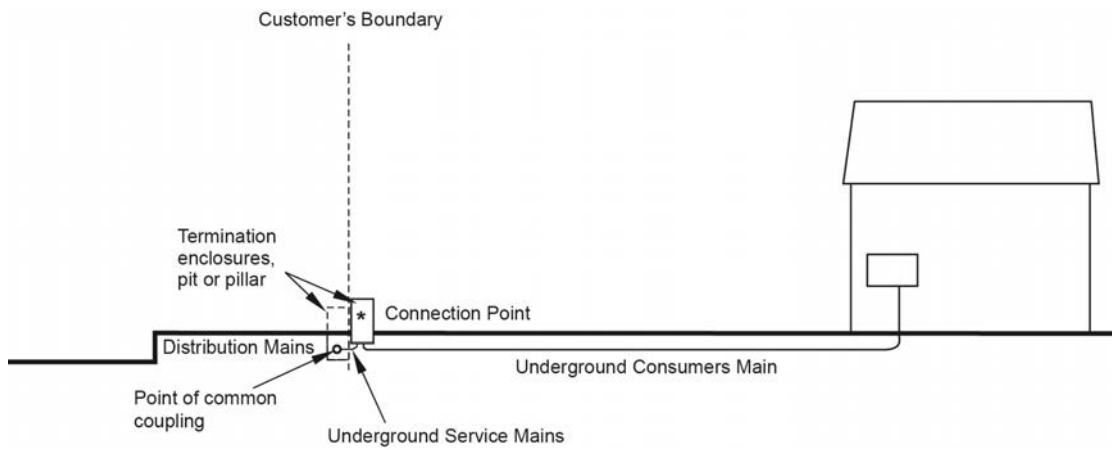 Customer's Boundary
Termination
enclosures,
pit or pillar
*
Connection Point
Distribution Mains
Underground Consumers Main
Point of common
coupling
Underground Service Mains